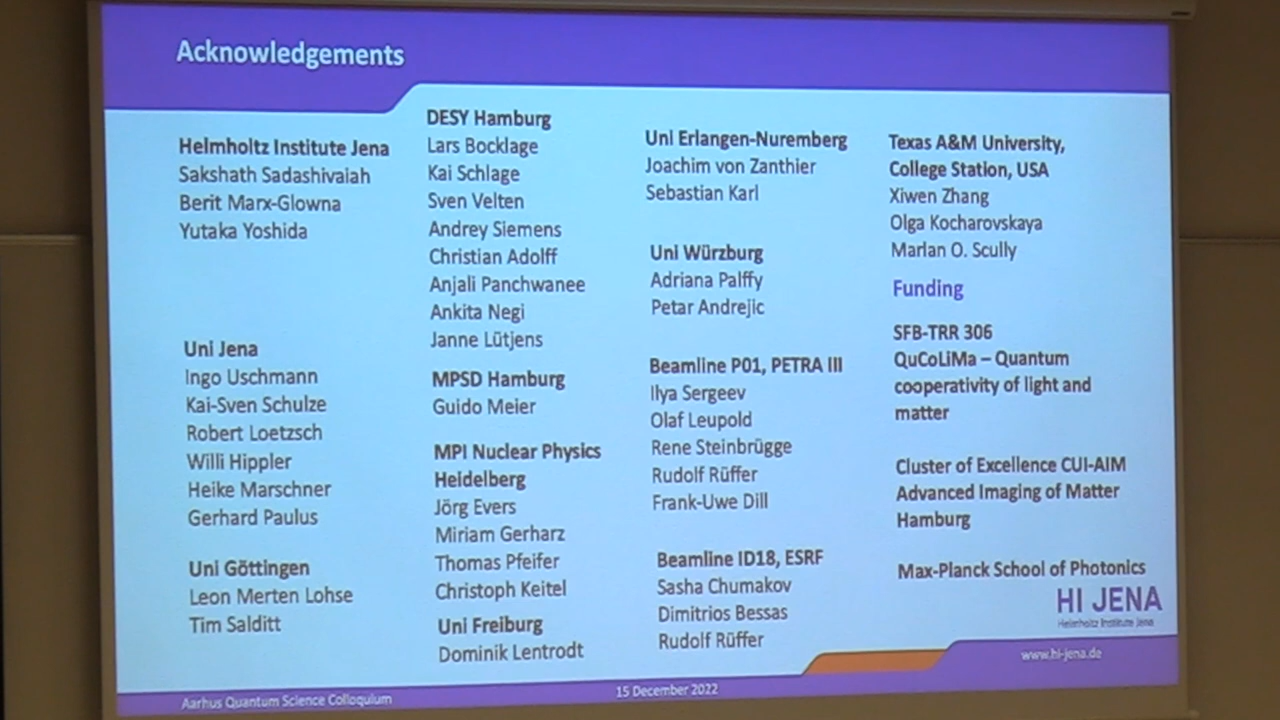 Acknowledgements
Helmholtz Institute Jena
Sakshath Sadashivaiah
Berit Marx-Glowna
Yutaka Yoshida
Uni Jena
Ingo Uschmann
Kai-Sven Schulze
Robert Loetzsch
Willi Hippler
Heike Marschner
Gerhard Paulus
Uni Göttingen
Leon Merten Lohse
Tim Salditt
DESY Hamburg
Lars Bocklage
Kai Schlage
Sven Velten
Andrey Siemens
Christian Adolff
Anjali Panchwanee
Ankita Negi
Janne Lütjens
MPSD Hamburg
Guido Meier
MPI Nuclear Physics
Heidelberg
Jörg Evers
Miriam Gerharz
Thomas Pfeifer
Christoph Keitel
Uni Freiburg
Dominik Lentrodt
Uni Erlangen-Nuremberg
Joachim von Zanthier
Sebastian Karl
Uni Würzburg
Adriana Palffy
Petar Andrejic
Beamline P01, PETRA III
Ilya Sergeev
Olaf Leupold
Rene Steinbrügge
Rudolf Rüffer
Frank-Uwe Dill
Beamline ID18, ESRF
Sasha Chumakov
Dimitrios Bessas
Rudolf Rüffer
Texas A&M University,
College Station, USA
Xiwen Zhang
Olga Kocharovskaya
Marlan O. Scully
Funding
SFB-TRR 306
QuCoLiMa – Quantum
cooperativity of light and
matter
Cluster of Excellence CUI-AIM
Advanced Imaging of Matter
Hamburg
Max-Planck School of Photonics
HI JENA
Helmholtz Institute Jena
www.hi-jena.de
Aarhus Quantum Science Colloquium
15 December 2022